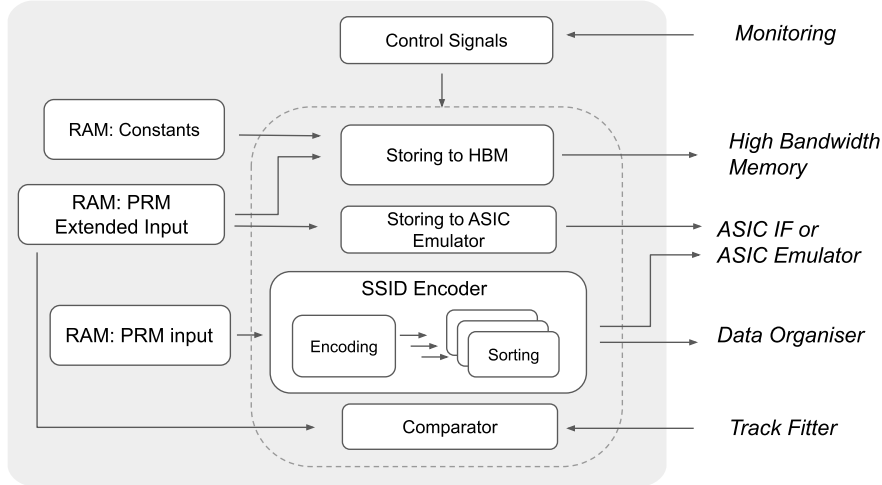 Control Signals
Monitoring
RAM: Constants
Storing to HBM
High Bandwidth
Memory
RAM: PRM
Extended Input
Storing to ASIC
Emulator
ASIC IF or
ASIC Emulator
SSID Encoder
RAM: PRM input
Encoding
Sorting
Data Organiser
Comparator
Track Fitter